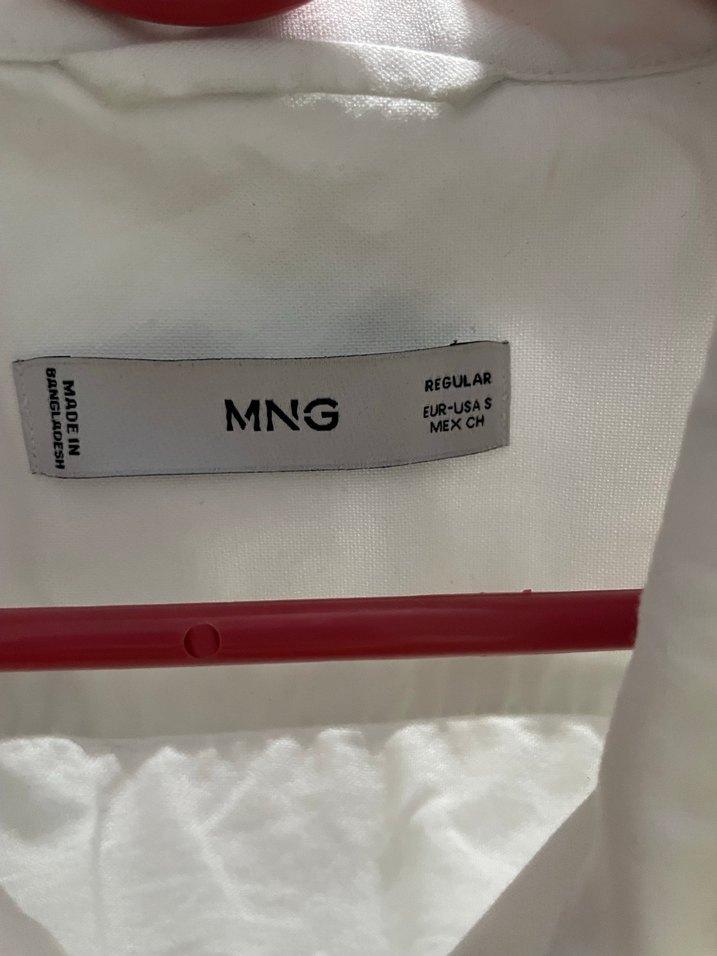 MADE IN
BANGLADESH
MNG
REGULAR
EUR-USA S
MEX CH